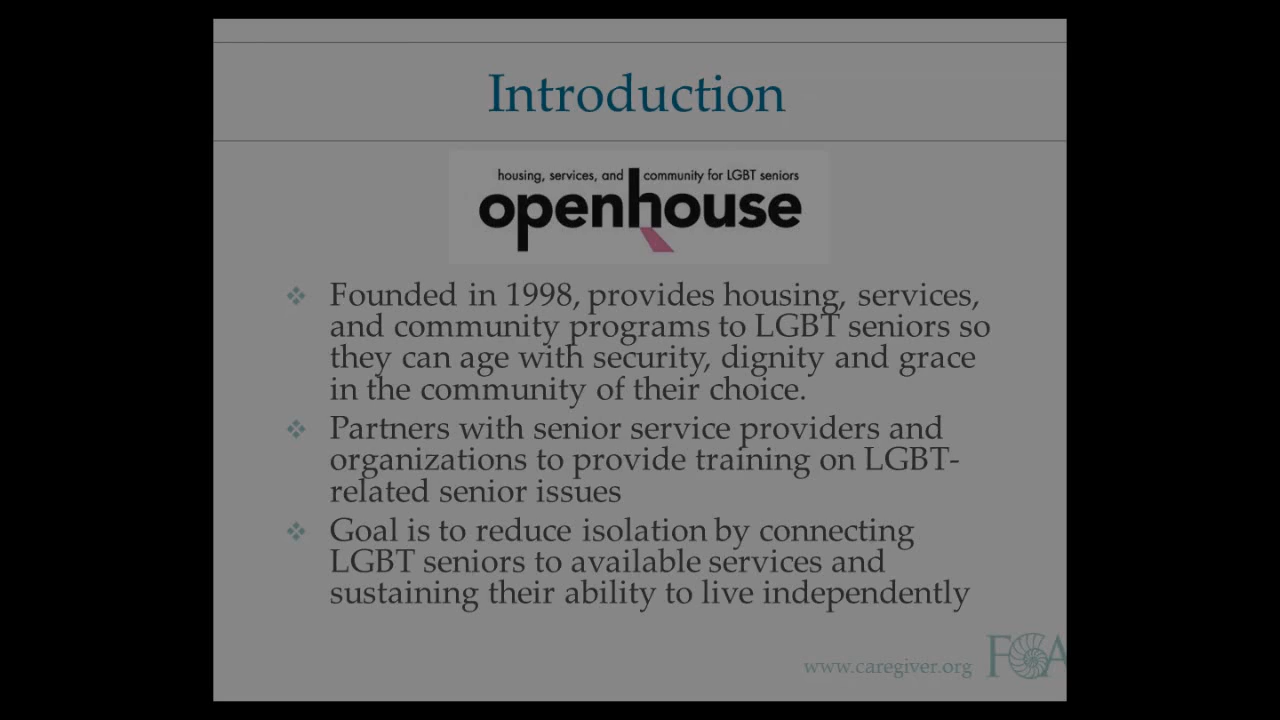 Introduction
housing, services, and community for LGBT seniors
openhouse
❖ Founded in 1998, provides housing, services,
and community programs to LGBT seniors so
they can age with security, dignity and grace
in the community of their choice.
❖ Partners with senior service providers and
organizations to provide training on LGBT-
related senior issues
❖ Goal is to reduce isolation by connecting
LGBT seniors to available services and
sustaining their ability to live independently
www.caregiver.org FCA